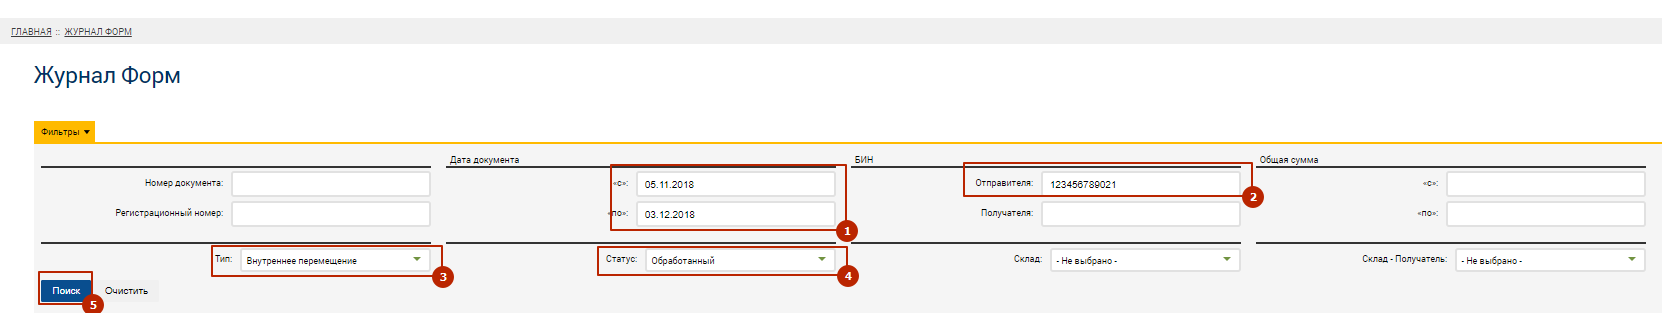 ГЛАВНАЯ :: ЖУРНАЛ ФОРМ
Журнал Форм
Фильтры
Дата документа БИН Общая сумма
Номер документа: «с»: 05.11.2018 Отправителя: 123456789021 «с»:
2
Регистрационный номер: «по»: 03.12.2018 Получателя: «по»:
1
Тип: Внутреннее перемещение Статус: Обработанный Склад: - Не выбрано - Склад - Получатель: - Не выбрано -
3 4
Поиск Очистить
5